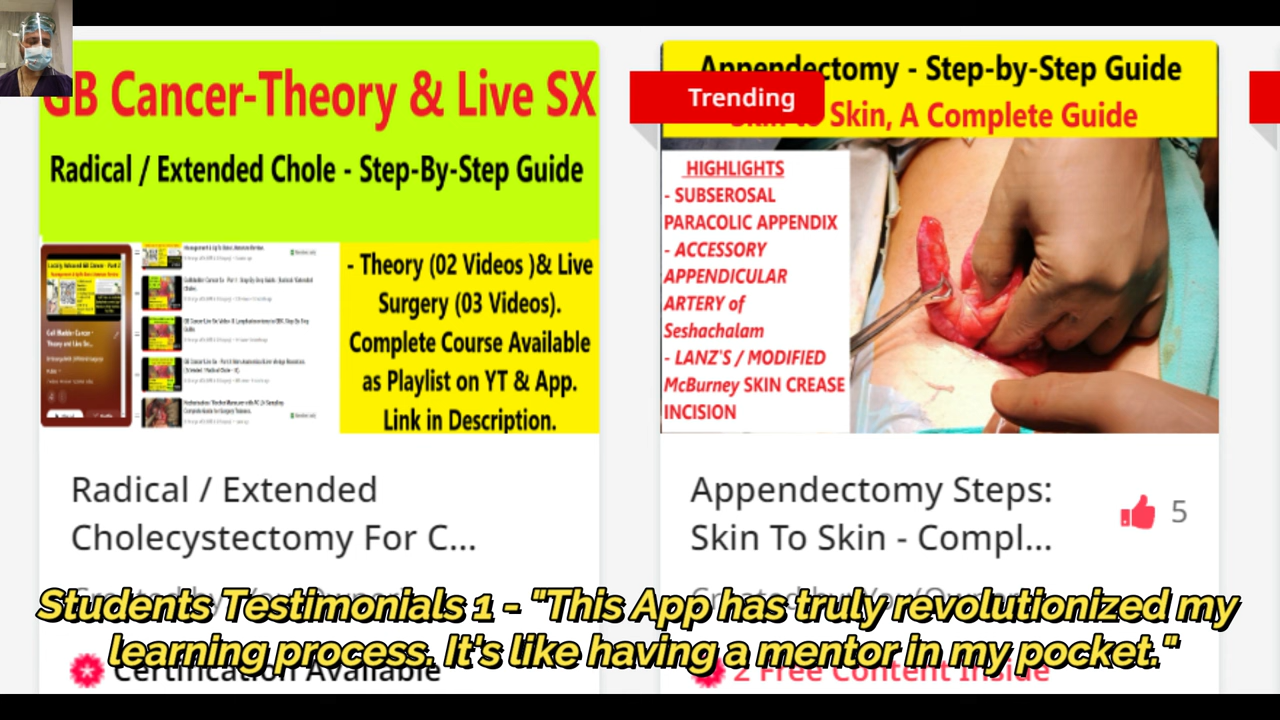 GB Cancer-Theory & Live SX
Radical / Extended Chole - Step-By-Step Guide
- Theory (02 Videos )& Live
Surgery (03 Videos).
Complete Course Available
as Playlist on YT & App.
Link in Description.
Radical / Extended
Cholecystectomy For C...
Appendectomy - Step-by-Step Guide
Trending
Skin, A Complete Guide
HIGHLIGHTS
- SUBSEROSAL
PARACOLIC APPENDIX
- ACCESSORY
APPENDICULAR
ARTERY of
Seshachalam
- LANZ'S / MODIFIED
McBurney SKIN CREASE
INCISION
Appendectomy Steps:
Skin To Skin - Compl...
5
Students Testimonials 1 - "This App has truly revolutionized my
learning process. It's like having a mentor in my pocket."
Certification Available
2 Free Content Inside